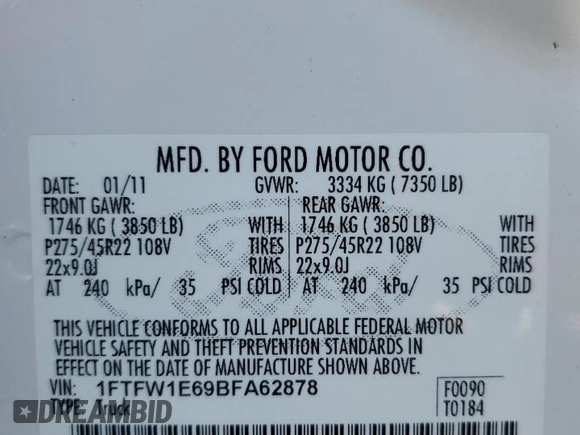 MFD. BY FORD MOTOR CO.
DATE: 01/11 GVWR: 3334 KG ( 7350 LB)
FRONT GAWR: REAR GAWR:
1746 KG ( 3850 LB) WITH 1746 KG ( 3850 LB) WITH
P275/45R22 108V TIRES P275/45R22 108V TIRES
22x9.0J RIMS 22x9.0J RIMS
AT 240 kPa/ 35 PSI COLD AT 240 kPa/ 35 PSI COLD
THIS VEHICLE CONFORMS TO ALL APPLICABLE FEDERAL MOTOR
VEHICLE SAFETY AND THEFT PREVENTION STANDARDS IN
EFFECT ON THE DATE OF MANUFACTURE SHOWN ABOVE.
VIN: 1FTFW1E69BFA62878 F0090
TYPE: Truck T0184
DREAMBID
CERTIFIED